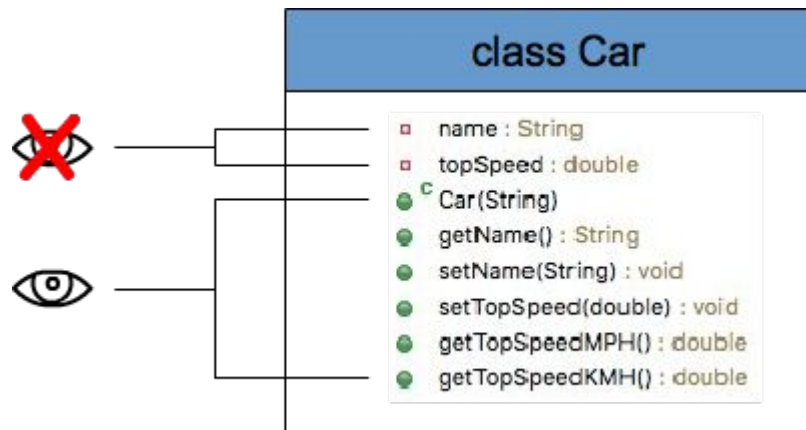 class Car
name : String
topSpeed : double
C Car(String)
getName() : String
setName(String) : void
setTopSpeed(double) : void
getTopSpeedMPH() : double
getTopSpeedKMH() : double